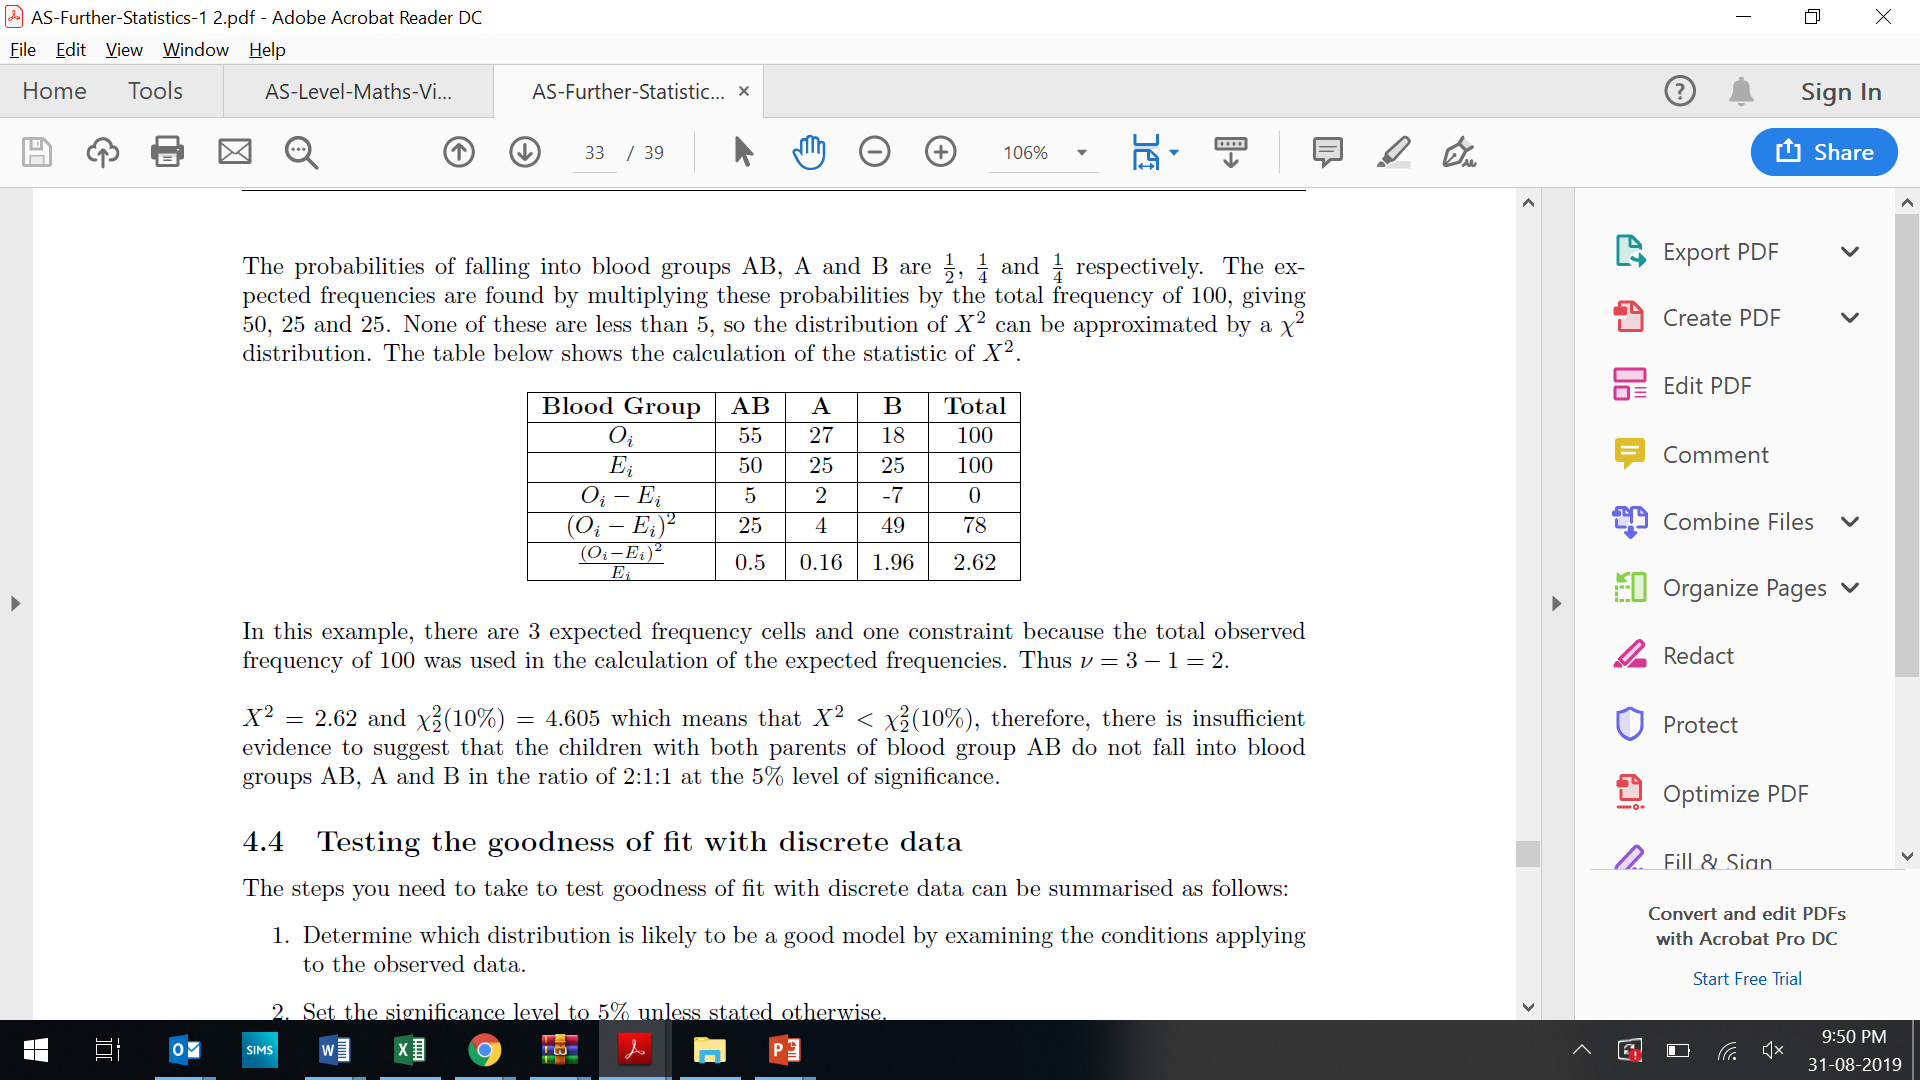 AS-Further-Statistics-1 2.pdf - Adobe Acrobat Reader DC
File Edit View Window Help
Home Tools AS-Level-Maths-Vi... AS-Further-Statistic... × ? Sign In
33 / 39 106% Share
The probabilities of falling into blood groups AB, A and B are 1/2, 1/4 and 1/4 respectively. The ex-
pected frequencies are found by multiplying these probabilities by the total frequency of 100, giving
50, 25 and 25. None of these are less than 5, so the distribution of X² can be approximated by a χ²
distribution. The table below shows the calculation of the statistic of X².
Blood Group AB A B Total
Oᵢ 55 27 18 100
Eᵢ 50 25 25 100
Oᵢ − Eᵢ 5 2 -7 0
(Oᵢ − Eᵢ)² 25 4 49 78
(Oᵢ−Eᵢ)²/Eᵢ 0.5 0.16 1.96 2.62
In this example, there are 3 expected frequency cells and one constraint because the total observed
frequency of 100 was used in the calculation of the expected frequencies. Thus ν = 3 − 1 = 2.
X² = 2.62 and χ²₂(10%) = 4.605 which means that X² < χ²₂(10%), therefore, there is insufficient
evidence to suggest that the children with both parents of blood group AB do not fall into blood
groups AB, A and B in the ratio of 2:1:1 at the 5% level of significance.
4.4 Testing the goodness of fit with discrete data
The steps you need to take to test goodness of fit with discrete data can be summarised as follows:
1. Determine which distribution is likely to be a good model by examining the conditions applying
to the observed data.
2. Set the significance level to 5% unless stated otherwise.
Export PDF
Create PDF
Edit PDF
Comment
Combine Files
Organize Pages
Redact
Protect
Optimize PDF
Fill & Sign
Convert and edit PDFs
with Acrobat Pro DC
Start Free Trial
SIMS
9:50 PM
31-08-2019